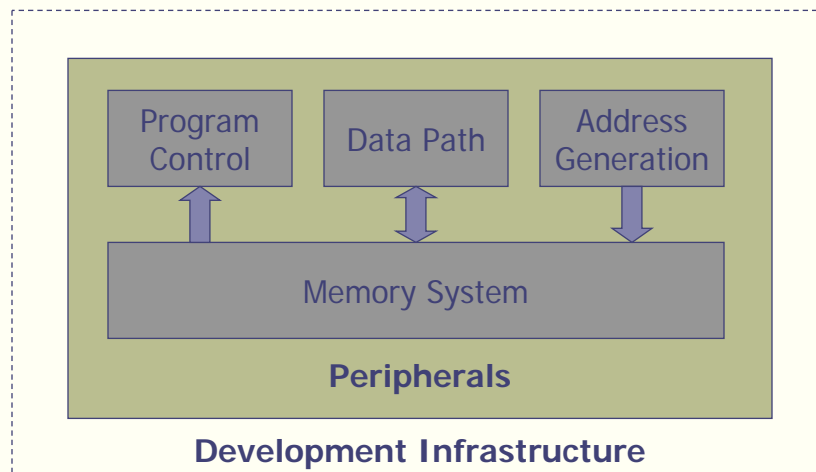 Program
Control
Data Path
Address
Generation
Memory System
Peripherals
Development Infrastructure